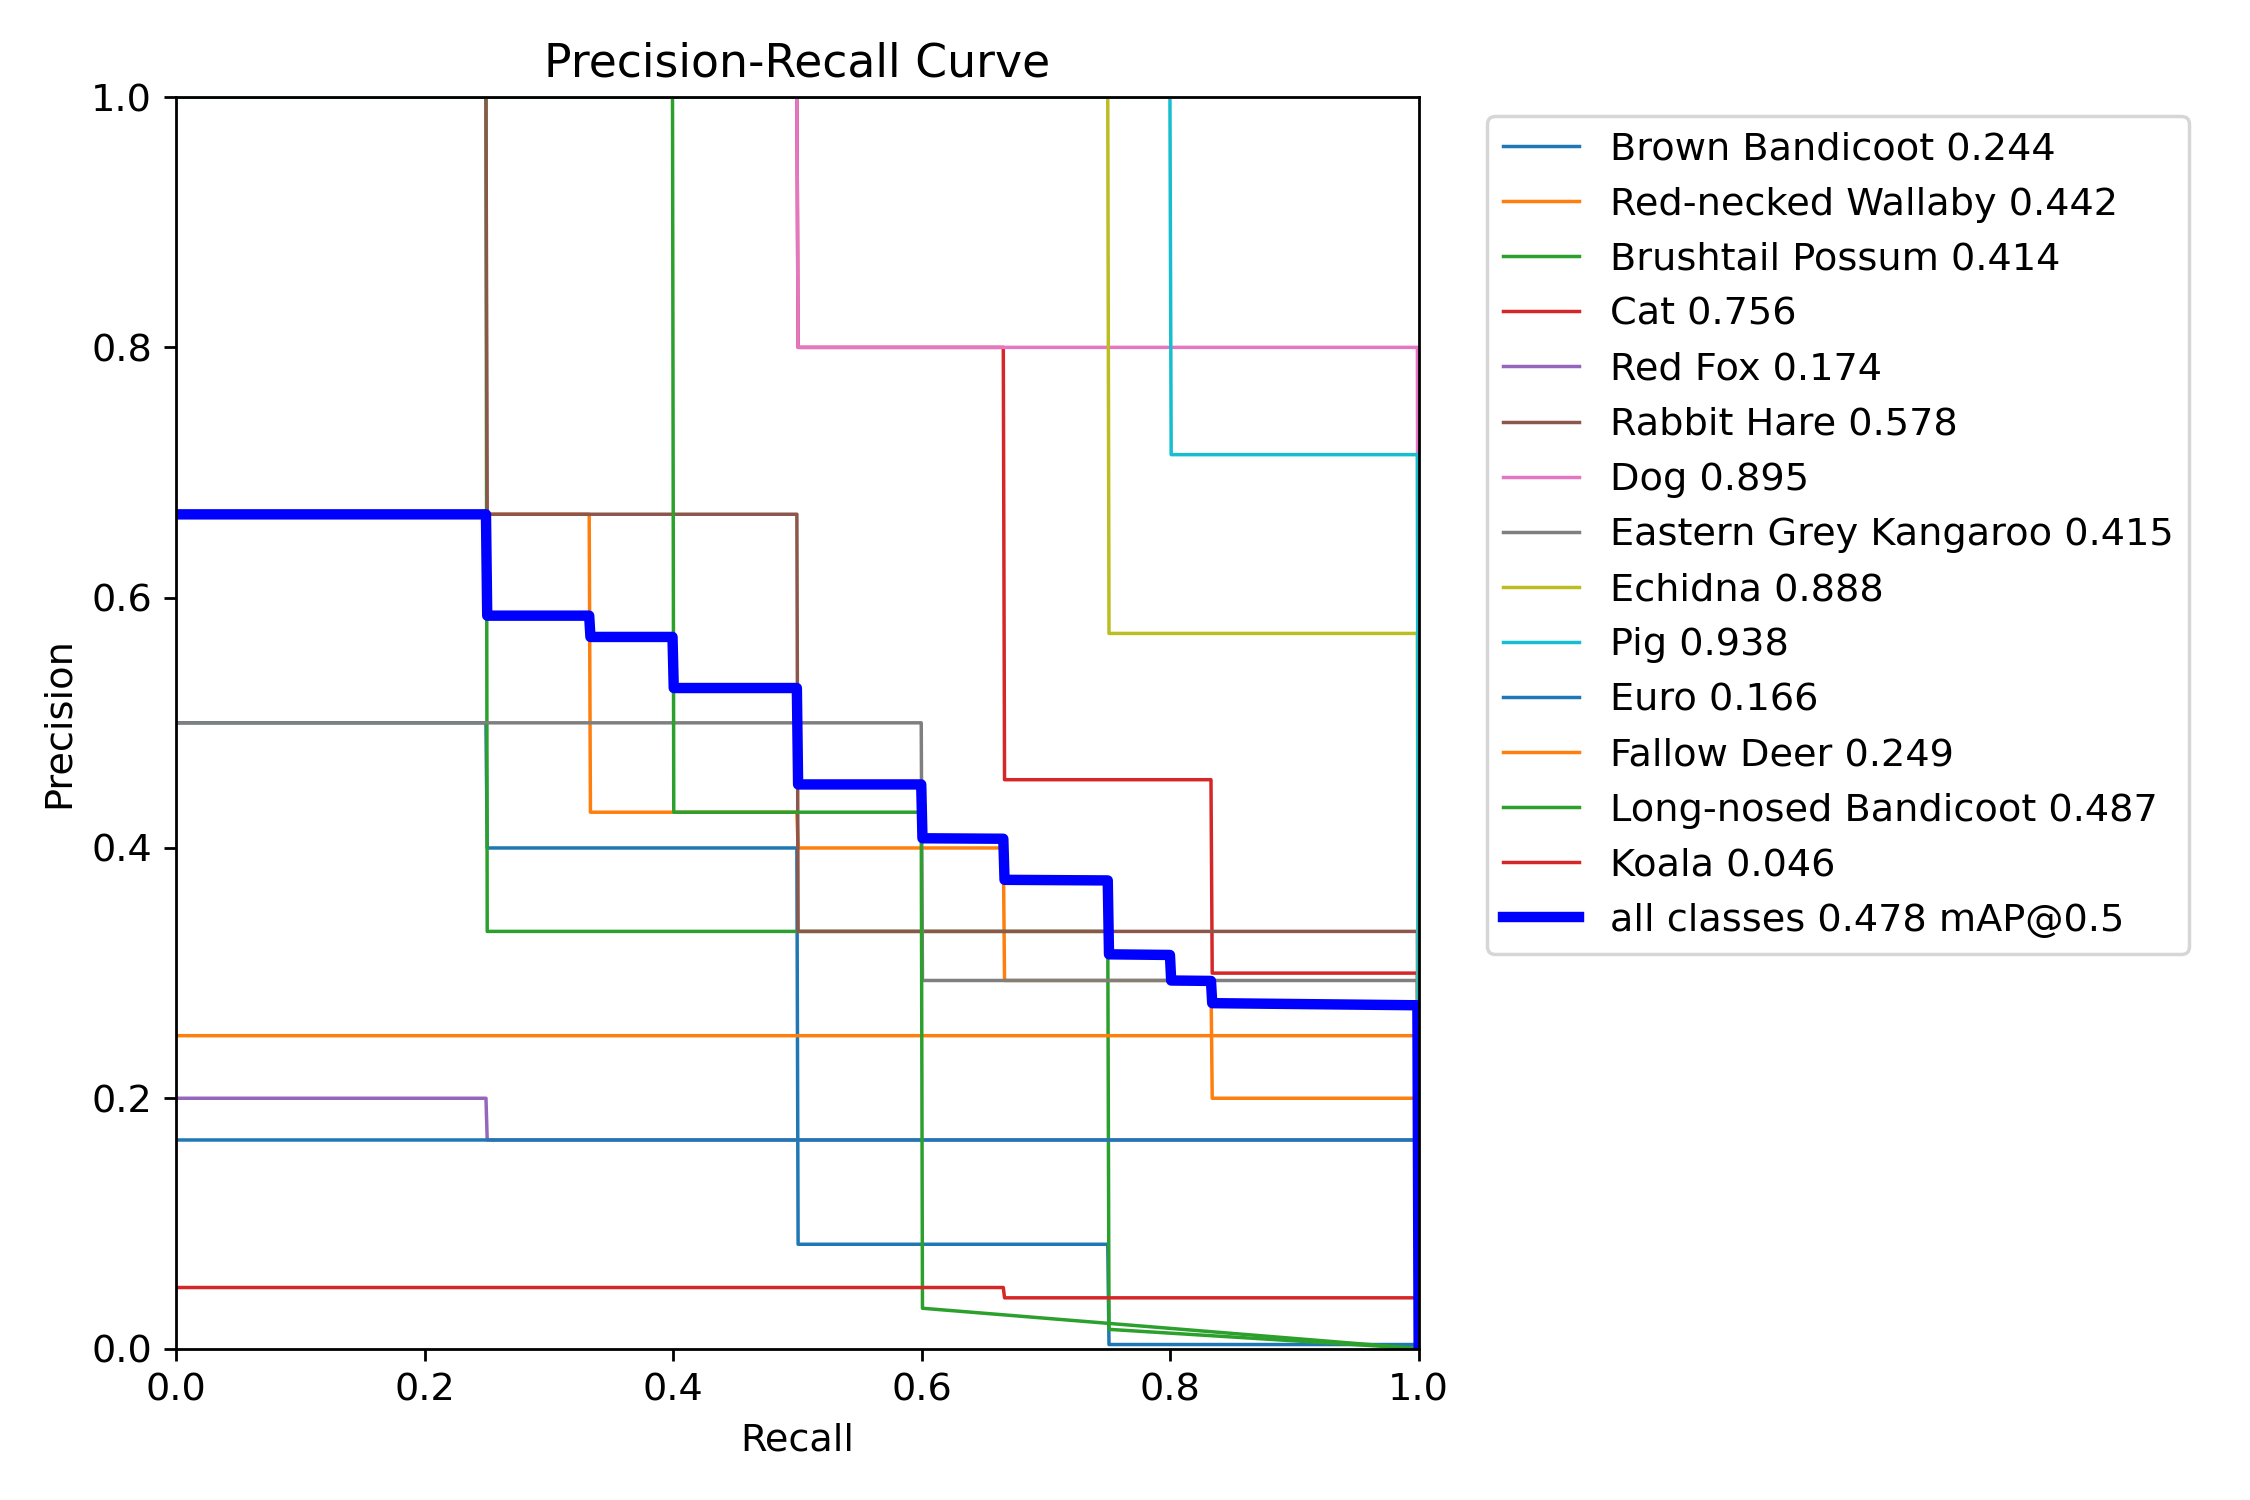 Precision-Recall Curve
1.0
0.8
0.6
0.4
0.2
0.0
Precision
0.0 0.2 0.4 0.6 0.8 1.0
Recall
Brown Bandicoot 0.244
Red-necked Wallaby 0.442
Brushtail Possum 0.414
Cat 0.756
Red Fox 0.174
Rabbit Hare 0.578
Dog 0.895
Eastern Grey Kangaroo 0.415
Echidna 0.888
Pig 0.938
Euro 0.166
Fallow Deer 0.249
Long-nosed Bandicoot 0.487
Koala 0.046
all classes 0.478 mAP@0.5